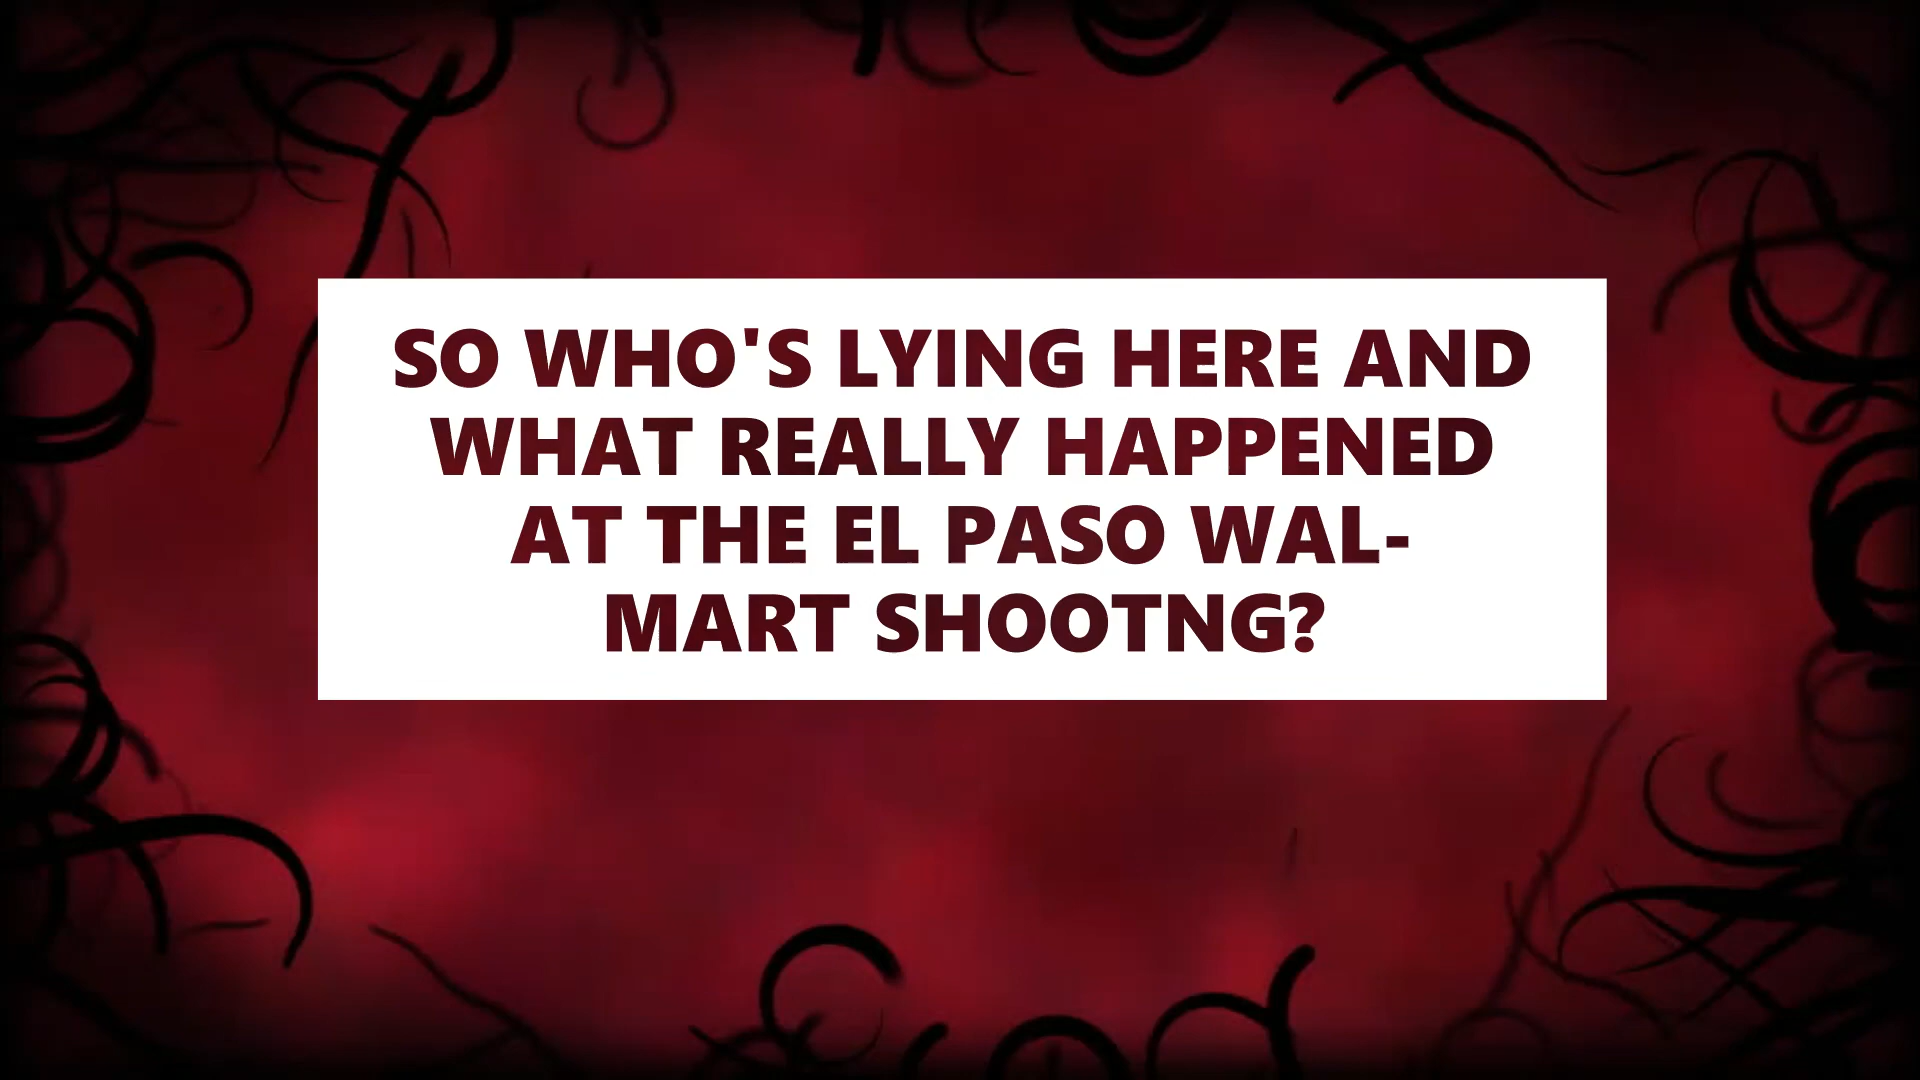 SO WHO'S LYING HERE AND
WHAT REALLY HAPPENED
AT THE EL PASO WAL-
MART SHOOTNG?